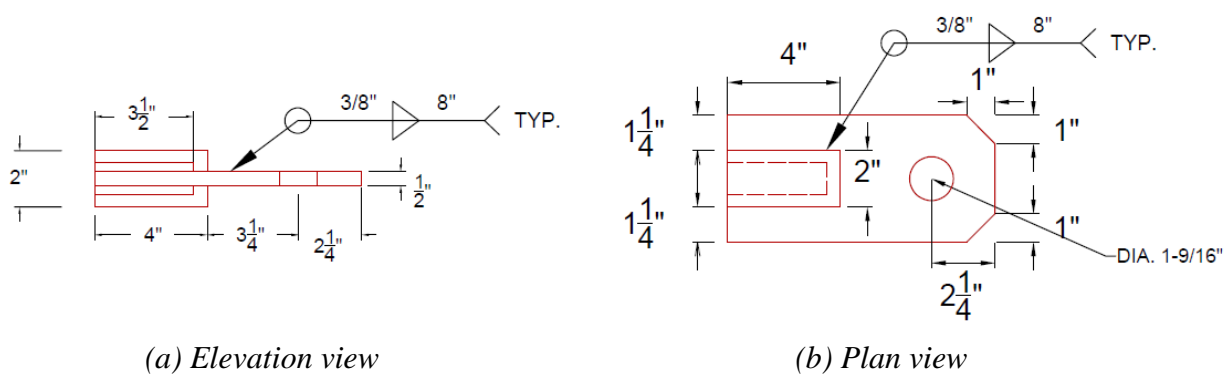 3/8" 8" TYP.
3 1/2"
2"
1/2"
4" 3 1/4" 2 1/4"
(a) Elevation view
3/8" 8" TYP.
4"
1"
1 1/4"
1"
2"
1 1/4"
1"
DIA. 1-9/16"
2 1/4"
(b) Plan view